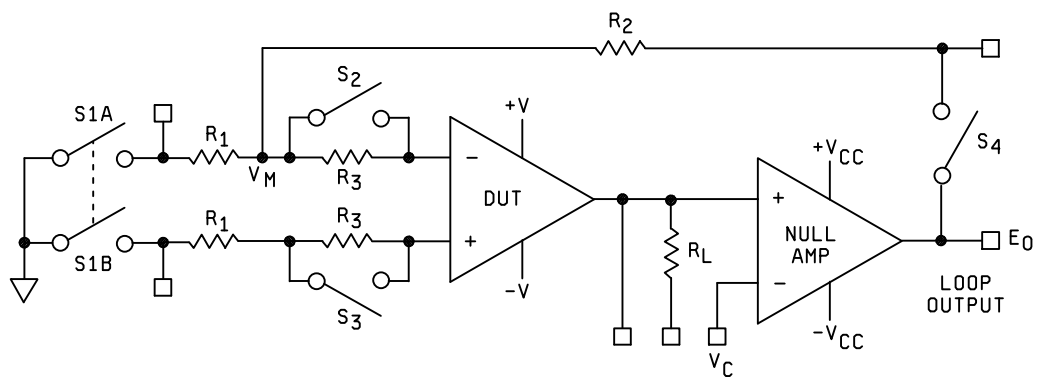 R2
S2
S1A
+V
R1
VM
R3
−
DUT
S4
+VCC
+
NULL
AMP
−
EO
R1
R3
+
RL
S1B
−V
S3
LOOP
OUTPUT
−VCC
VC